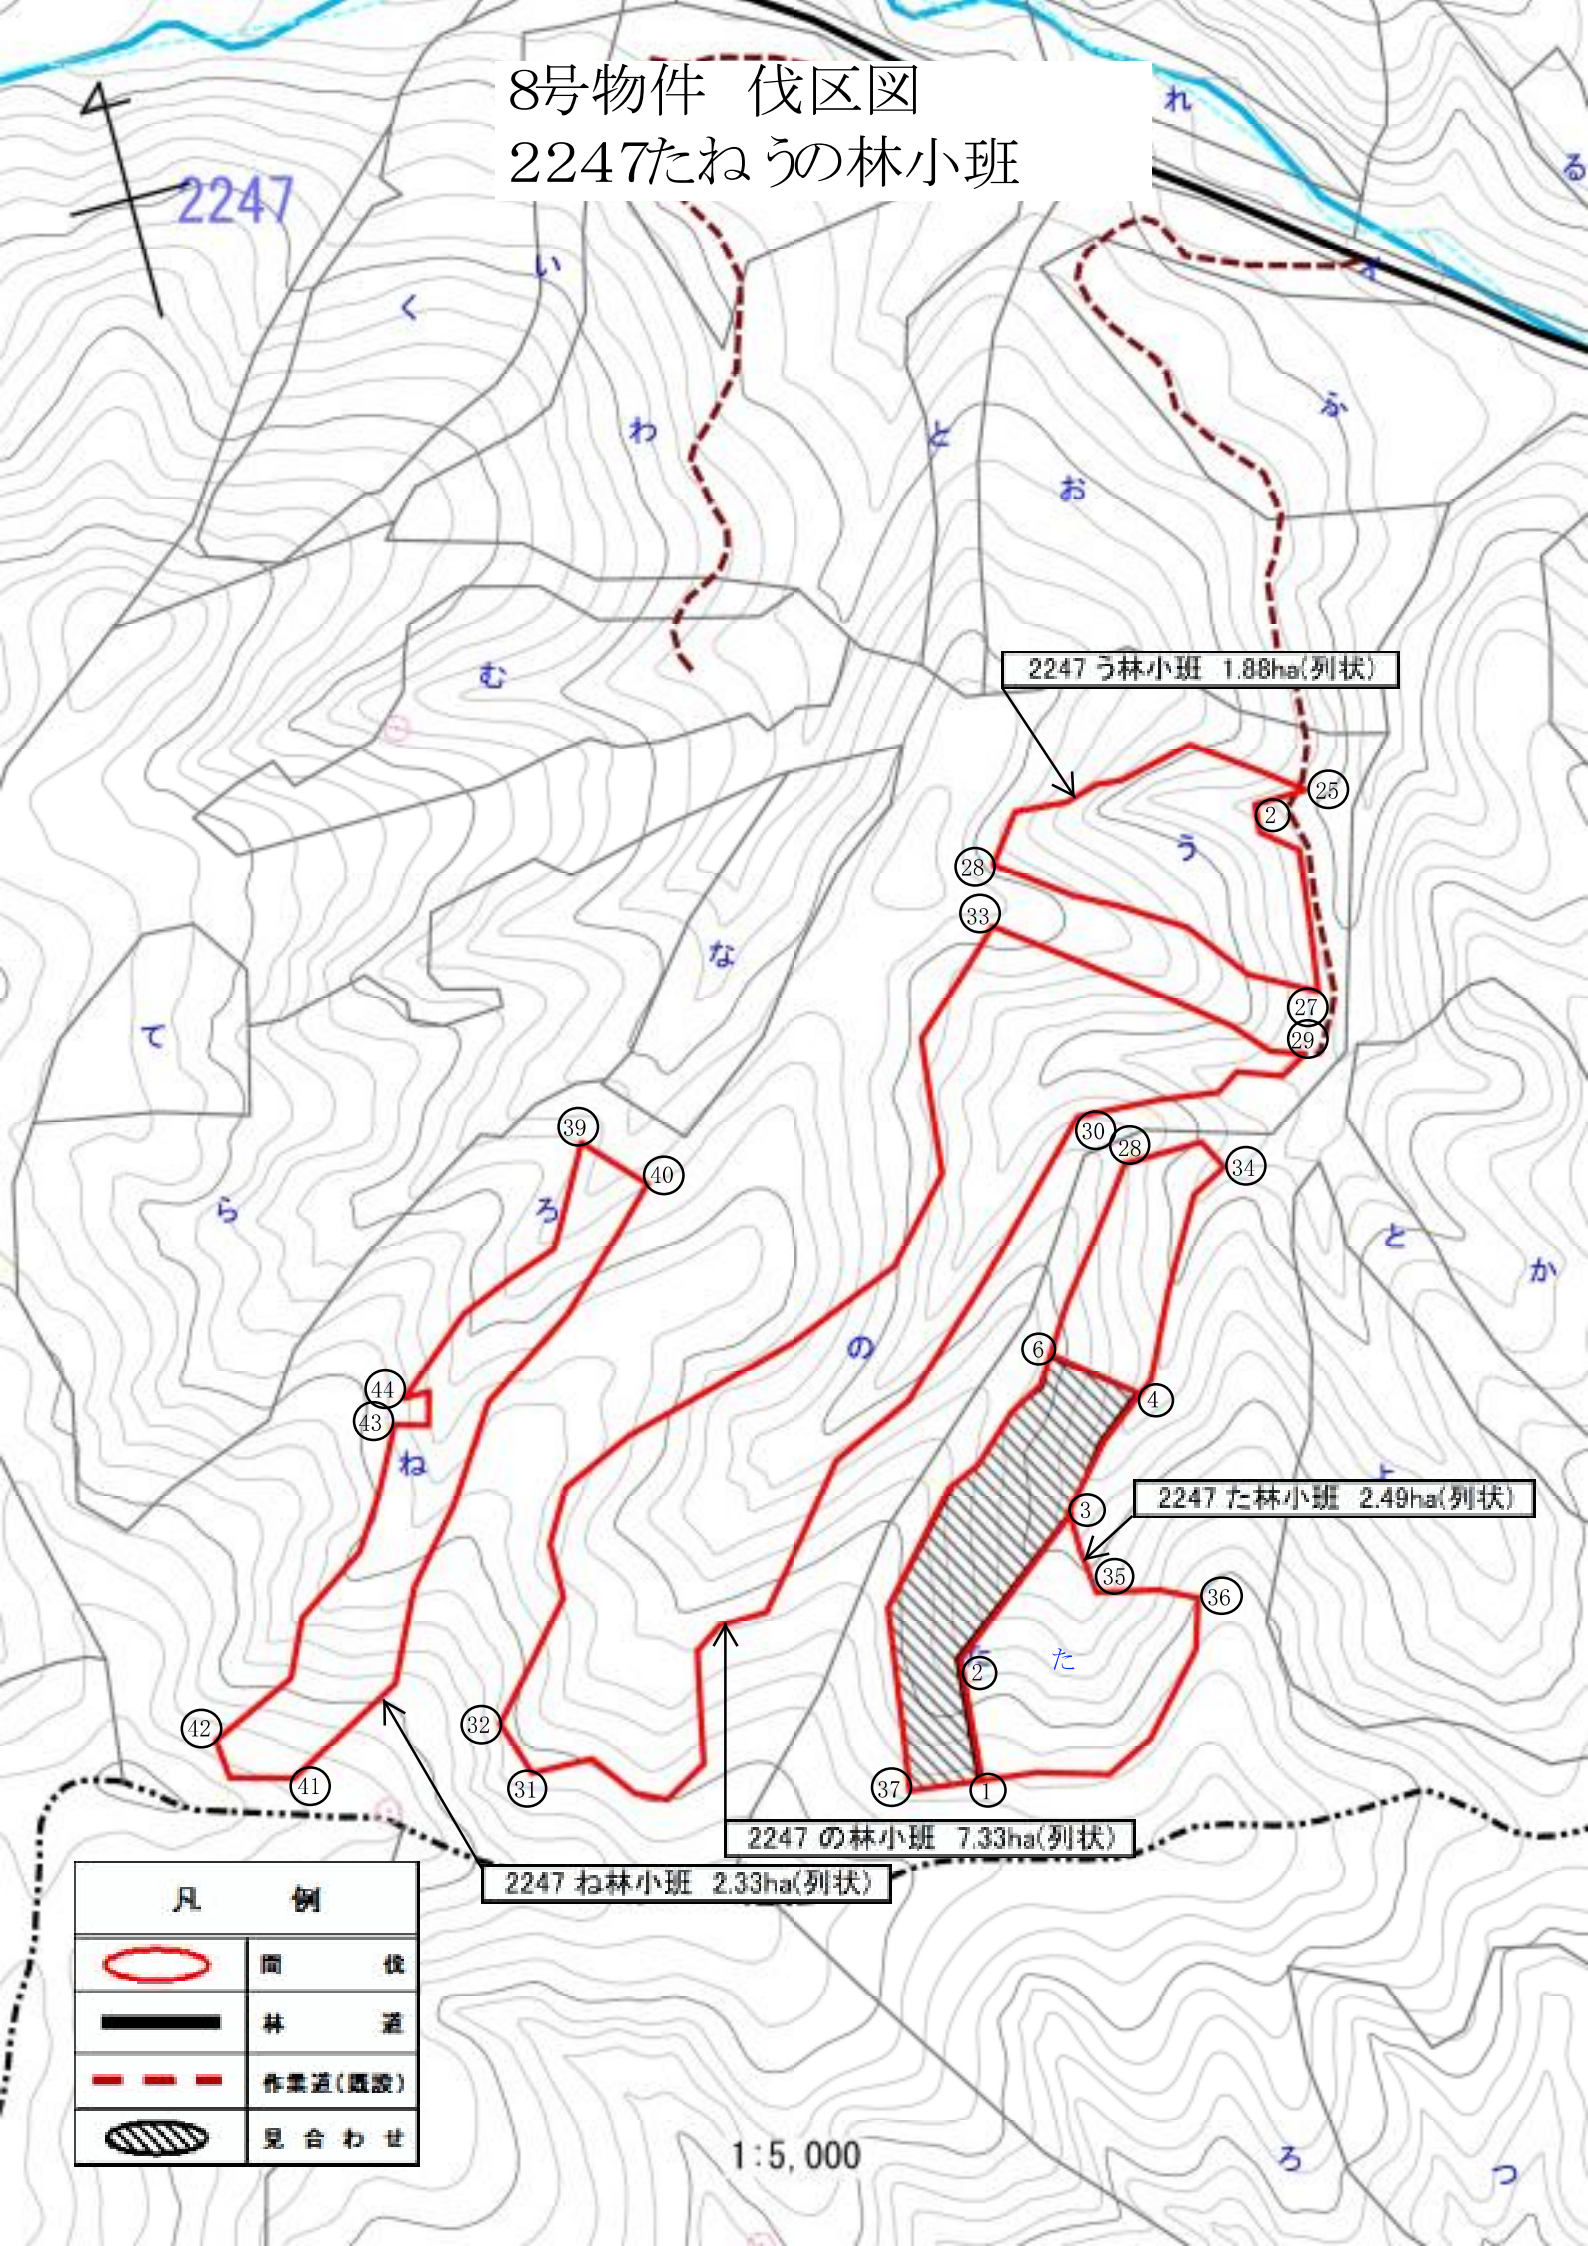 8号物件　伐区図
2247たねうの林小班
2247
れ
る
い
く
え
か
わ
と
お
む
2247 う林小班　1.88ha(列状)
25
2
う
28
33
な
27
29
て
39
30
28
40
34
ら
ろ
と
か
の
6
44
4
43
ね
2247 た林小班　2.49ha(列状)
3
35
36
た
た
2
42
32
41
31
37
1
2247 の林小班　7.33ha(列状)
2247 ね林小班　2.33ha(列状)
凡　例
間　伐
林　道
作業道(既設)
見 合 わ せ
1:5,000
ろ
つ